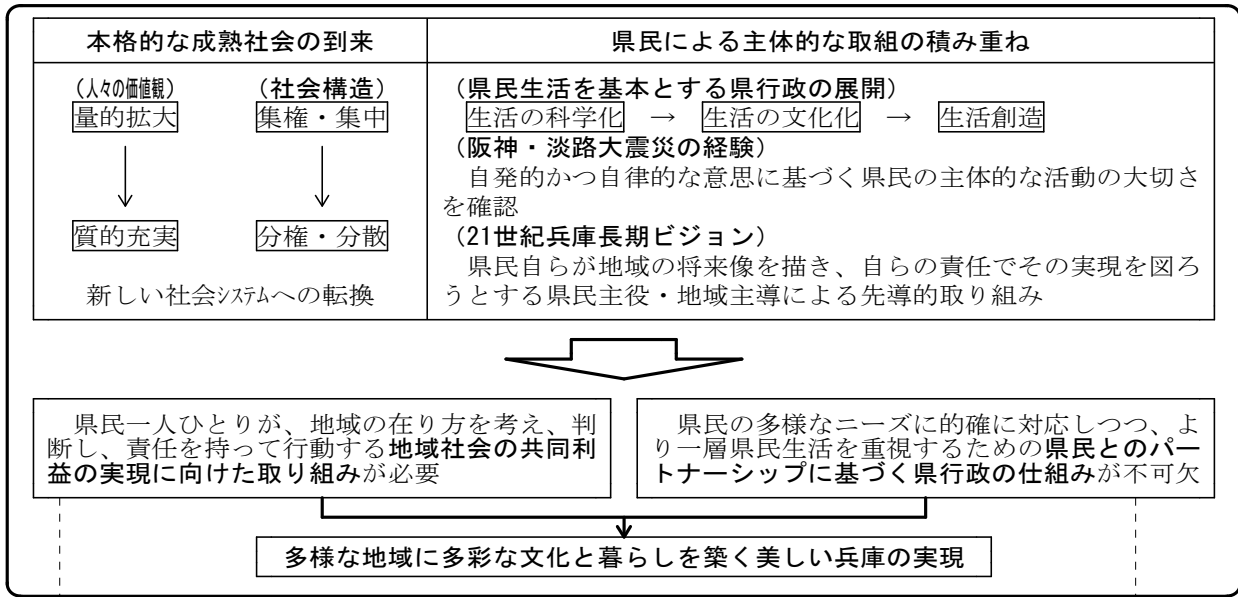 本格的な成熟社会の到来
(人々の価値観) (社会構造)
量的拡大 集権・集中
↓ ↓
質的充実 分権・分散
新しい社会ｼｽﾃﾑへの転換
県民による主体的な取組の積み重ね
(県民生活を基本とする県行政の展開)
生活の科学化 → 生活の文化化 → 生活創造
(阪神・淡路大震災の経験)
自発的かつ自律的な意思に基づく県民の主体的な活動の大切さ
を確認
(21世紀兵庫長期ビジョン)
県民自らが地域の将来像を描き、自らの責任でその実現を図ろ
うとする県民主役・地域主導による先導的取り組み
県民一人ひとりが、地域の在り方を考え、判
断し、責任を持って行動する地域社会の共同利
益の実現に向けた取り組みが必要
県民の多様なニーズに的確に対応しつつ、よ
り一層県民生活を重視するための県民とのパー
トナーシップに基づく県行政の仕組みが不可欠
多様な地域に多彩な文化と暮らしを築く美しい兵庫の実現